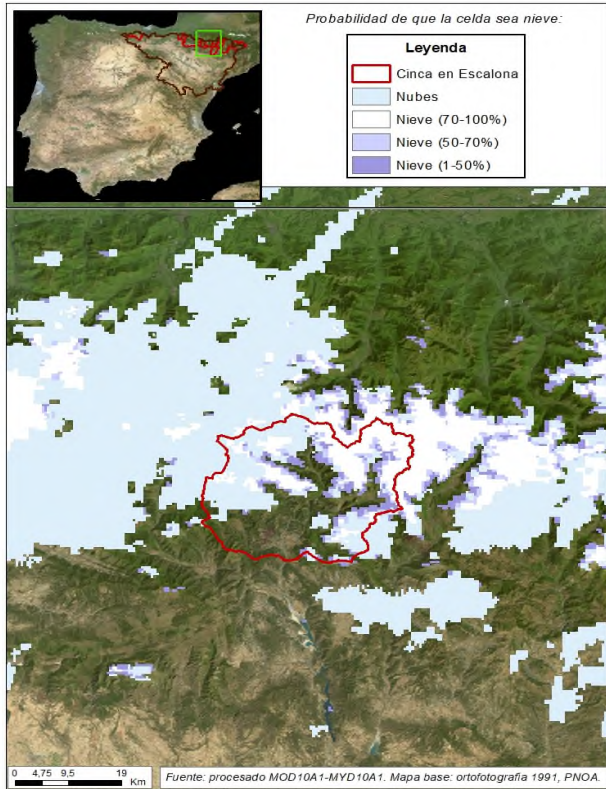 Probabilidad de que la celda sea nieve:
Leyenda
Cinca en Escalona
Nubes
Nieve (70-100%)
Nieve (50-70%)
Nieve (1-50%)
0 4,75 9,5 19
Km
Fuente: procesado MOD10A1-MYD10A1. Mapa base: ortofotografia 1991, PNOA.